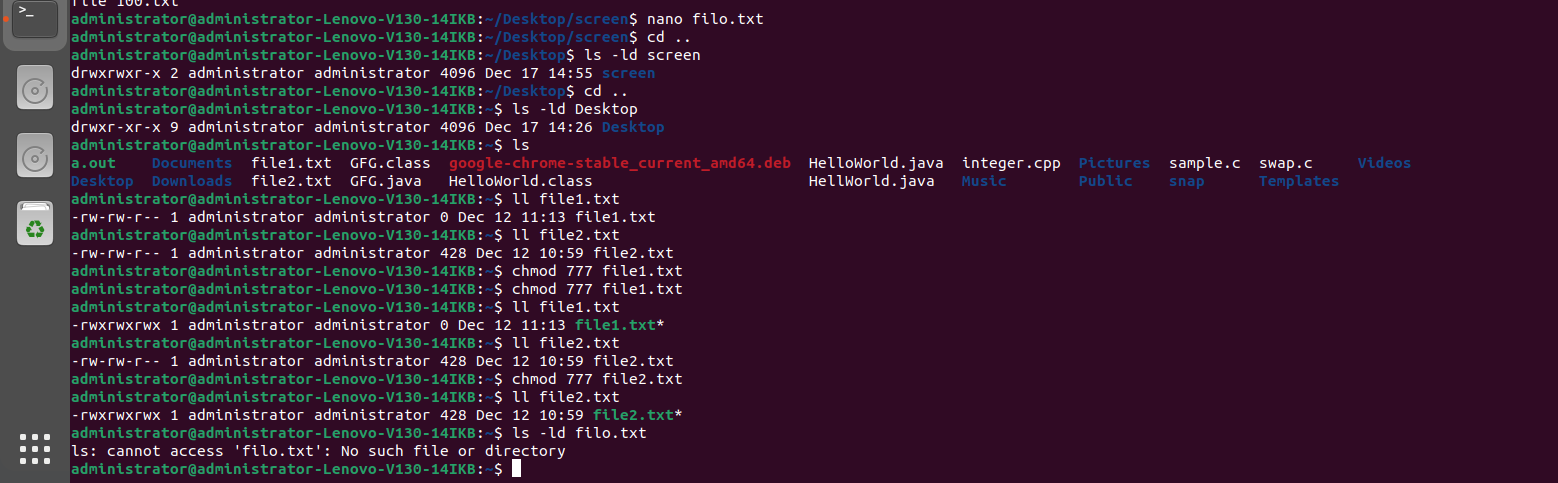 >_
file 100.txt
administrator@administrator-Lenovo-V130-14IKB:~/Desktop/screen$ nano filo.txt
administrator@administrator-Lenovo-V130-14IKB:~/Desktop/screen$ cd ..
administrator@administrator-Lenovo-V130-14IKB:~/Desktop$ ls -ld screen
drwxrwxr-x 2 administrator administrator 4096 Dec 17 14:55 screen
administrator@administrator-Lenovo-V130-14IKB:~/Desktop$ cd ..
administrator@administrator-Lenovo-V130-14IKB:~$ ls -ld Desktop
drwxr-xr-x 9 administrator administrator 4096 Dec 17 14:26 Desktop
administrator@administrator-Lenovo-V130-14IKB:~$ ls
a.out    Documents  file1.txt  GFG.class  google-chrome-stable_current_amd64.deb  HelloWorld.java  integer.cpp  Pictures  sample.c  swap.c     Videos
Desktop  Downloads  file2.txt  GFG.java   HelloWorld.class                        HellWorld.java   Music        Public    snap      Templates
administrator@administrator-Lenovo-V130-14IKB:~$ ll file1.txt
-rw-rw-r-- 1 administrator administrator 0 Dec 12 11:13 file1.txt
administrator@administrator-Lenovo-V130-14IKB:~$ ll file2.txt
-rw-rw-r-- 1 administrator administrator 428 Dec 12 10:59 file2.txt
administrator@administrator-Lenovo-V130-14IKB:~$ chmod 777 file1.txt
administrator@administrator-Lenovo-V130-14IKB:~$ chmod 777 file1.txt
administrator@administrator-Lenovo-V130-14IKB:~$ ll file1.txt
-rwxrwxrwx 1 administrator administrator 0 Dec 12 11:13 file1.txt*
administrator@administrator-Lenovo-V130-14IKB:~$ ll file2.txt
-rw-rw-r-- 1 administrator administrator 428 Dec 12 10:59 file2.txt
administrator@administrator-Lenovo-V130-14IKB:~$ chmod 777 file2.txt
administrator@administrator-Lenovo-V130-14IKB:~$ ll file2.txt
-rwxrwxrwx 1 administrator administrator 428 Dec 12 10:59 file2.txt*
administrator@administrator-Lenovo-V130-14IKB:~$ ls -ld filo.txt
ls: cannot access 'filo.txt': No such file or directory
administrator@administrator-Lenovo-V130-14IKB:~$